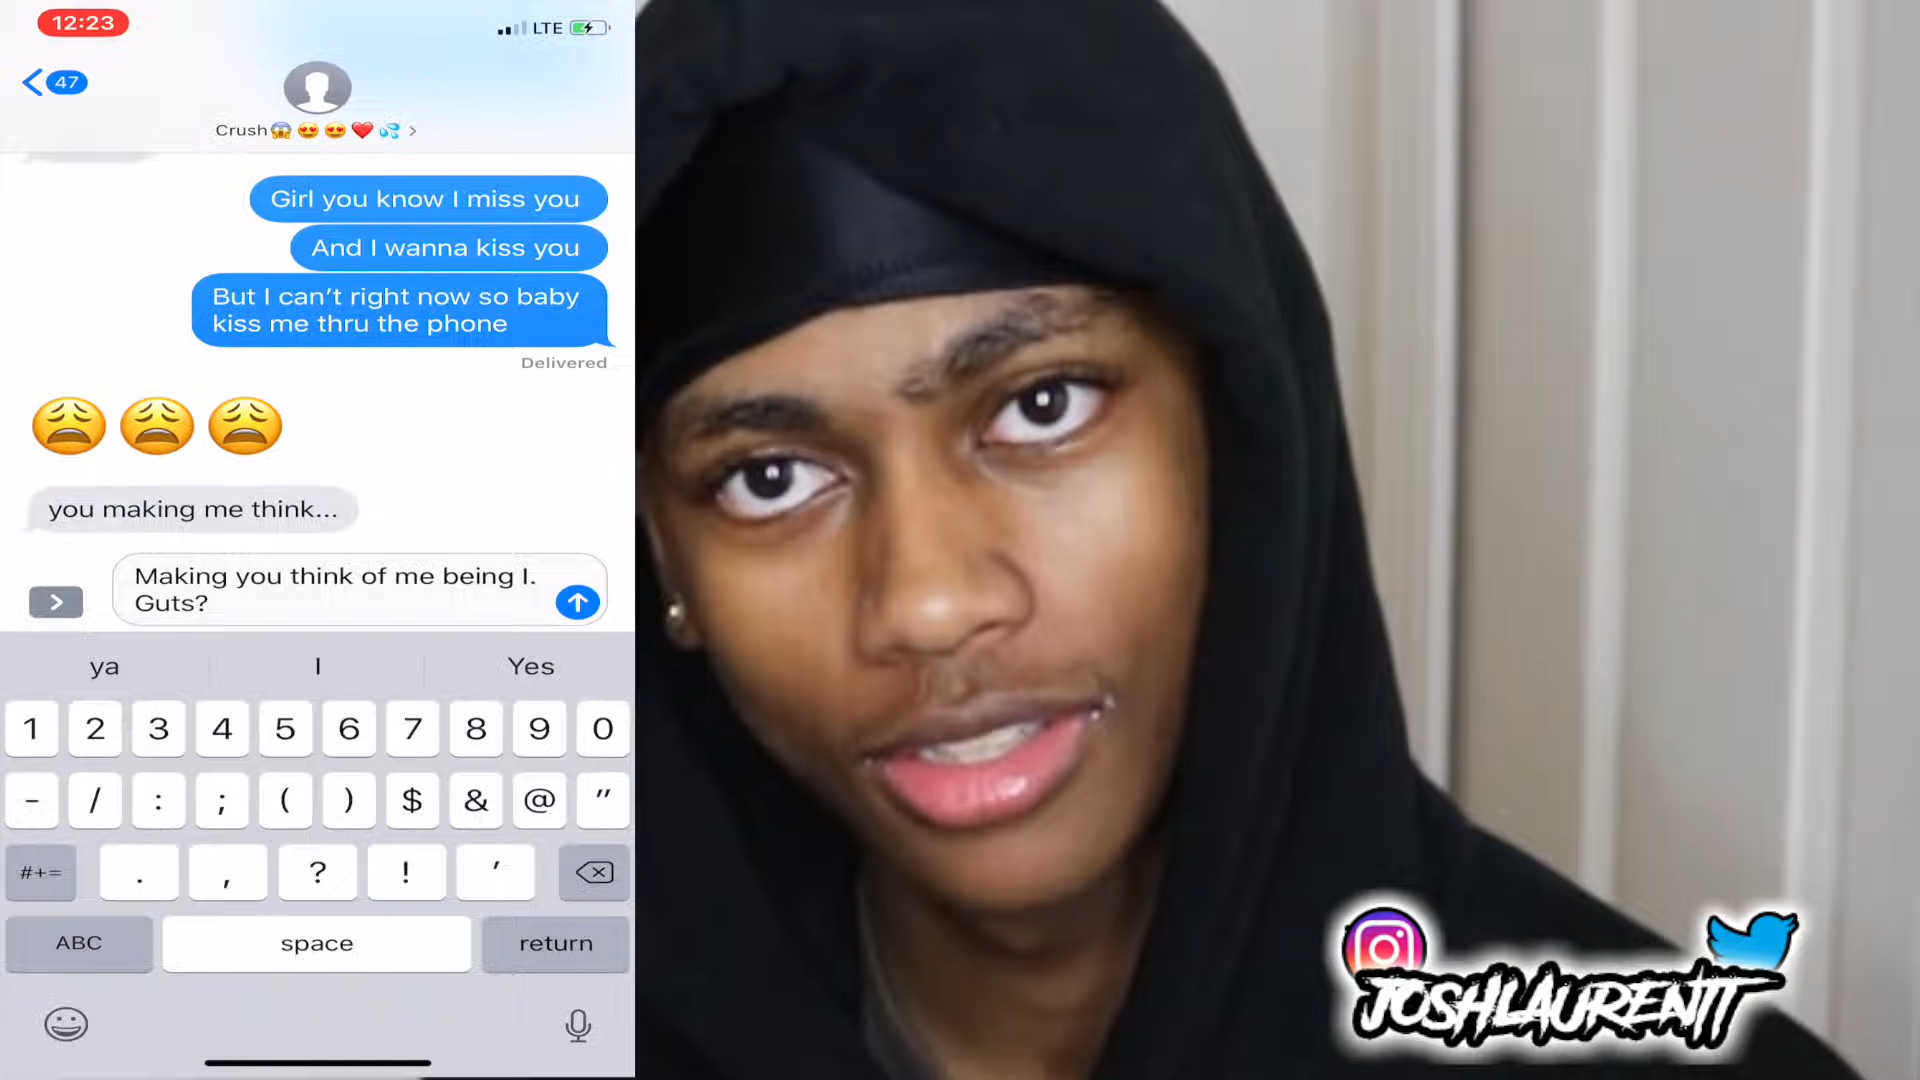 12:23
LTE
47
Crush😱😍😍❤️💦 >
Girl you know I miss you
And I wanna kiss you
But I can’t right now so baby
kiss me thru the phone
Delivered
😩😩😩
you making me think...
Making you think of me being I.
Guts?
ya I Yes
1 2 3 4 5 6 7 8 9 0
- / : ; ( ) $ & @ "
#+= . , ? ! ’
ABC space return
JOSHLAURENTT